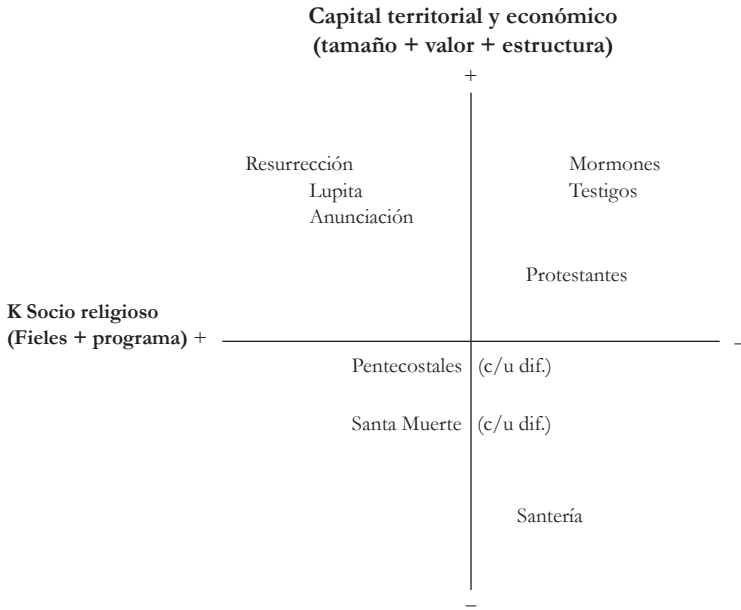 Capital territorial y económico
(tamaño + valor + estructura)
+
Resurrección Mormones
Lupita Testigos
Anunciación
Protestantes
K Socio religioso
(Fieles + programa) + –
Pentecostales (c/u dif.)
Santa Muerte (c/u dif.)
Santería
–